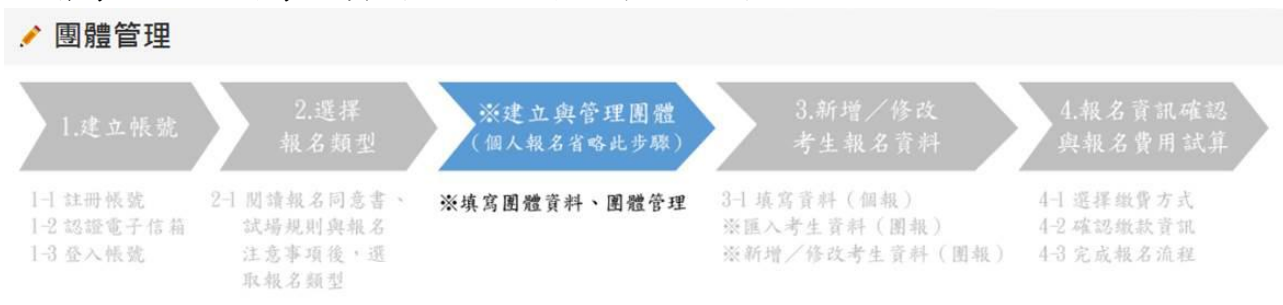 團體管理
1.建立帳號
2.選擇
報名類型
※建立與管理團體
(個人報名省略此步驟)
3.新增／修改
考生報名資料
4.報名資訊確認
與報名費用試算
1-1 註冊帳號
1-2 認證電子信箱
1-3 登入帳號
2-1 閱讀報名同意書、
試場規則與報名
注意事項後，選
取報名類型
※填寫團體資料、團體管理
3-1 填寫資料（個報）
※匯入考生資料（團報）
※新增／修改考生資料（團報）
4-1 選擇繳費方式
4-2 確認繳款資訊
4-3 完成報名流程